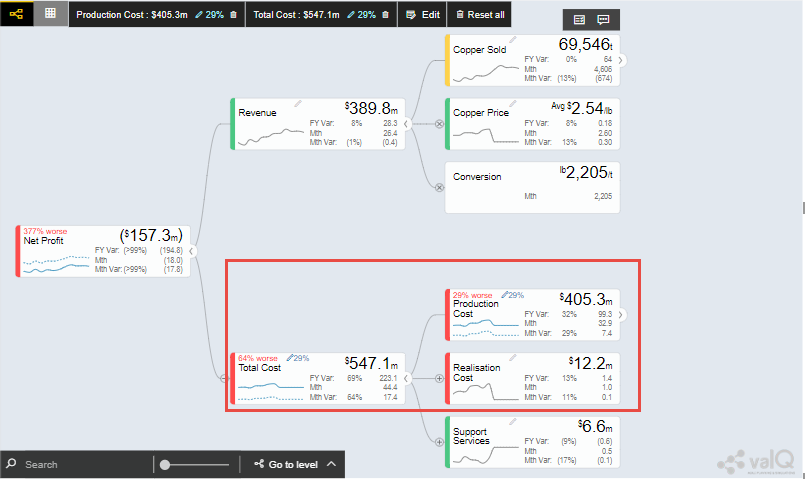 Production Cost : $405.3m 29%
Total Cost : $547.1m 29%
Edit
Reset all
Copper Sold
69,546t
FY Var: 0% 64
Mth 4,606
Mth Var: (13%) (674)
Revenue
$389.8m
FY Var: 8% 28.3
Mth 26.4
Mth Var: (1%) (0.4)
Copper Price
Avg $2.54/lb
FY Var: 8% 0.18
Mth 2.60
Mth Var: 13% 0.30
Conversion
lb2,205/t
Mth 2,205
377% worse
Net Profit
($157.3m)
FY Var: (>99%) (194.8)
Mth (18.0)
Mth Var: (>99%) (17.8)
29% worse 29%
Production
Cost
$405.3m
FY Var: 32% 99.3
Mth 32.9
Mth Var: 29% 7.4
64% worse 29%
Total Cost
$547.1m
FY Var: 69% 223.1
Mth 44.4
Mth Var: 64% 17.4
Realisation
Cost
$12.2m
FY Var: 13% 1.4
Mth 1.0
Mth Var: 11% 0.1
Support
Services
$6.6m
FY Var: (9%) (0.6)
Mth 0.5
Mth Var: (17%) (0.1)
Search
Go to level
valQ